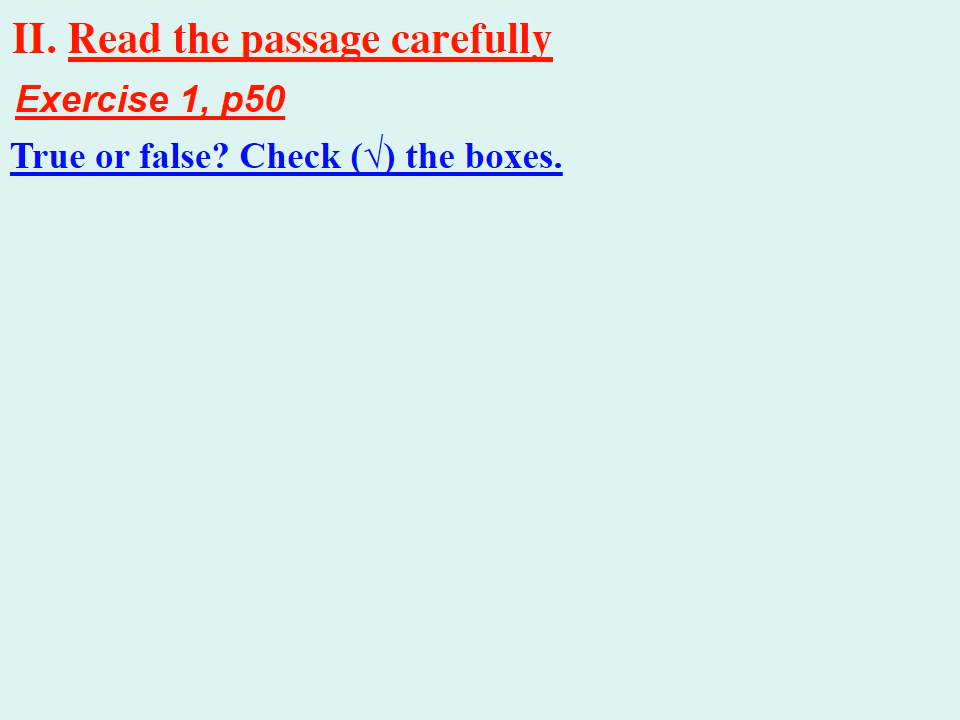 II. Read the passage carefully
Exercise 1, p50
True or false? Check (√) the boxes.